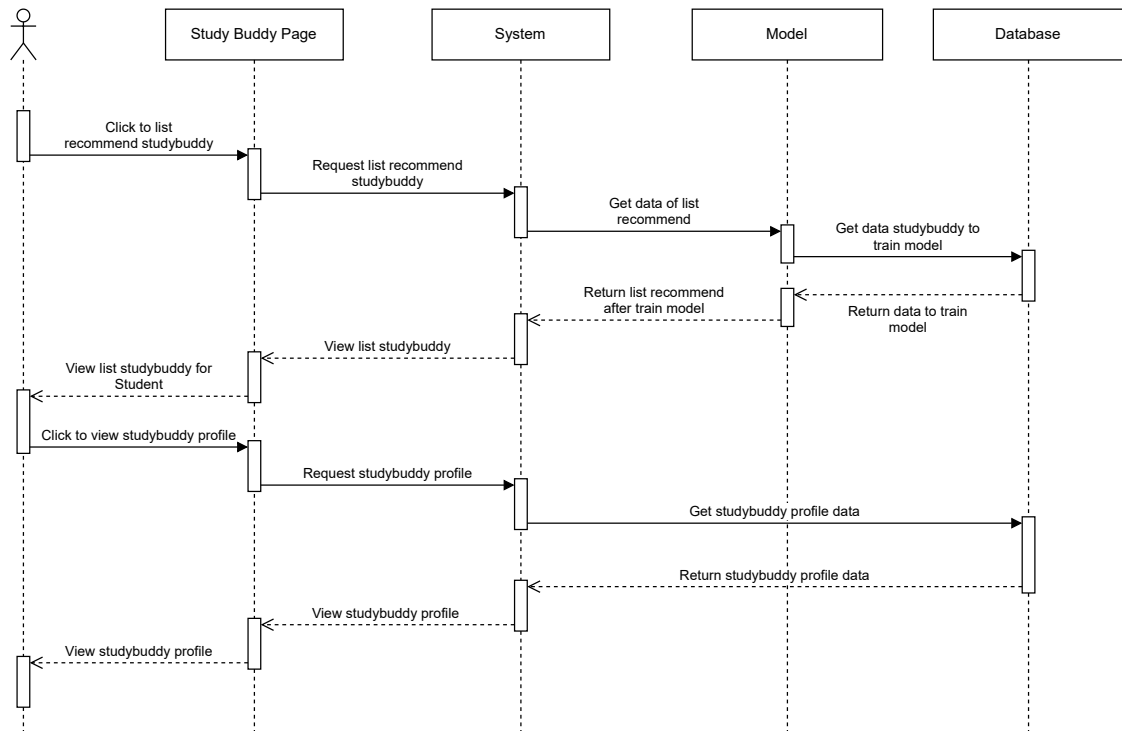 Study Buddy Page
System
Model
Database
Click to list
recommend studybuddy
Request list recommend
studybuddy
Get data of list
recommend
Get data studybuddy to
train model
Return data to train
model
Return list recommend
after train model
View list studybuddy
View list studybuddy for
Student
Click to view studybuddy profile
Request studybuddy profile
Get studybuddy profile data
Return studybuddy profile data
View studybuddy profile
View studybuddy profile